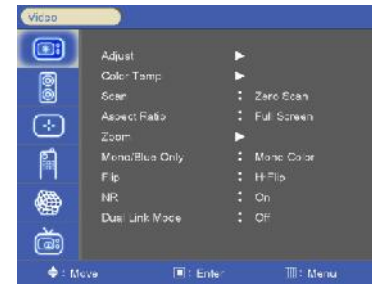 Video
Adjust
Color Temp
Scan : Zero Scan
Aspect Ratio : Full Screen
Zoom
Mono/Blue Only : Mono Color
Flip : H-Flip
NR : On
Dual Link Mode : Off
: Move : Enter : Menu